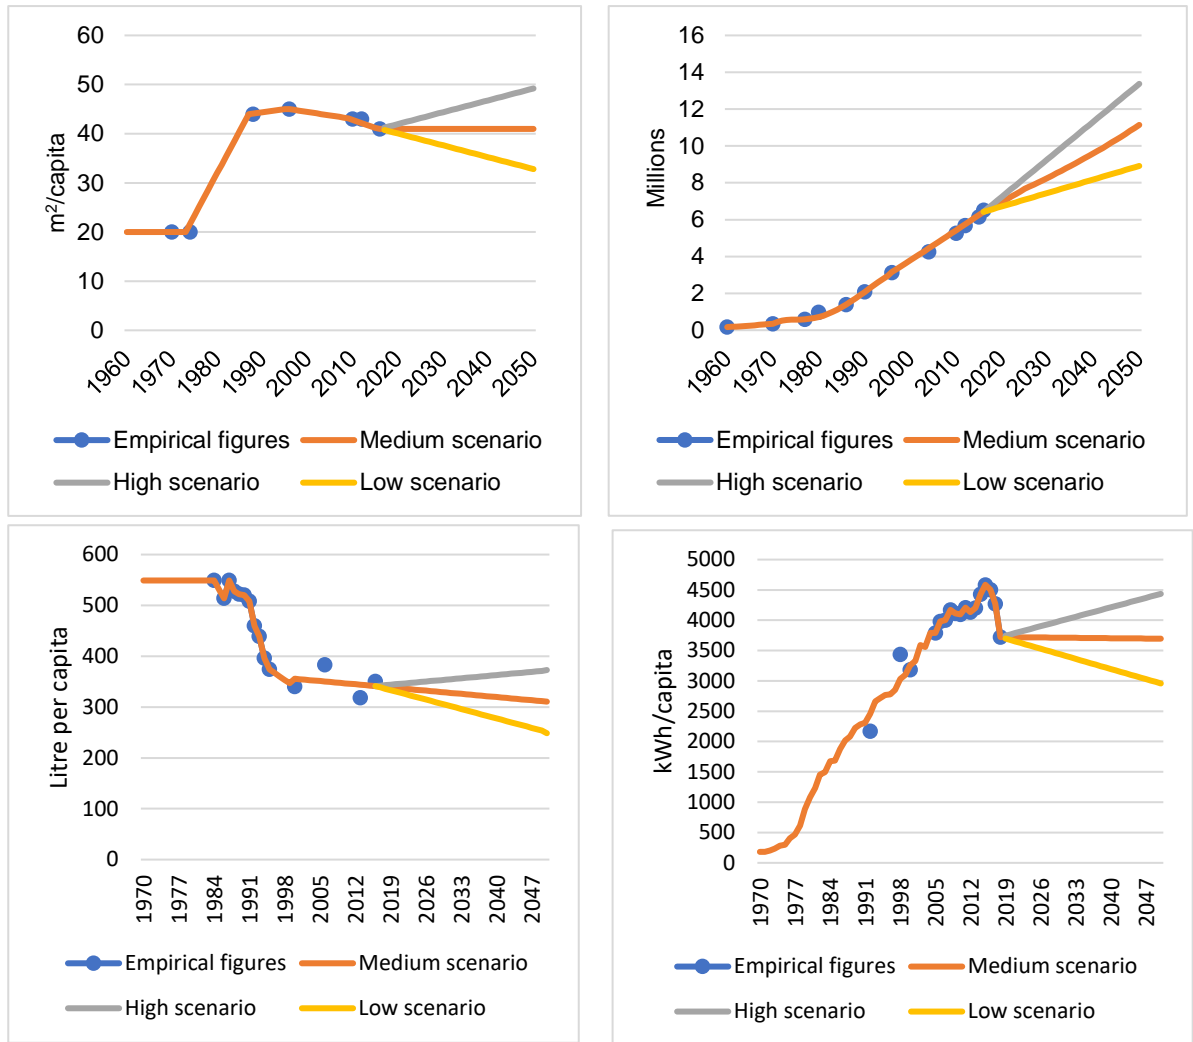 m²/capita
60
50
40
30
20
10
0
1960 1970 1980 1990 2000 2010 2020 2030 2040 2050
Empirical figures Medium scenario
High scenario Low scenario
Millions
16
14
12
10
8
6
4
2
0
1960 1970 1980 1990 2000 2010 2020 2030 2040 2050
Empirical figures Medium scenario
High scenario Low scenario
Litre per capita
600
500
400
300
200
100
0
1970 1977 1984 1991 1998 2005 2012 2019 2026 2033 2040 2047
Empirical figures Medium scenario
High scenario Low scenario
kWh/capita
5000
4500
4000
3500
3000
2500
2000
1500
1000
500
0
1970 1977 1984 1991 1998 2005 2012 2019 2026 2033 2040 2047
Empirical figures Medium scenario
High scenario Low scenario